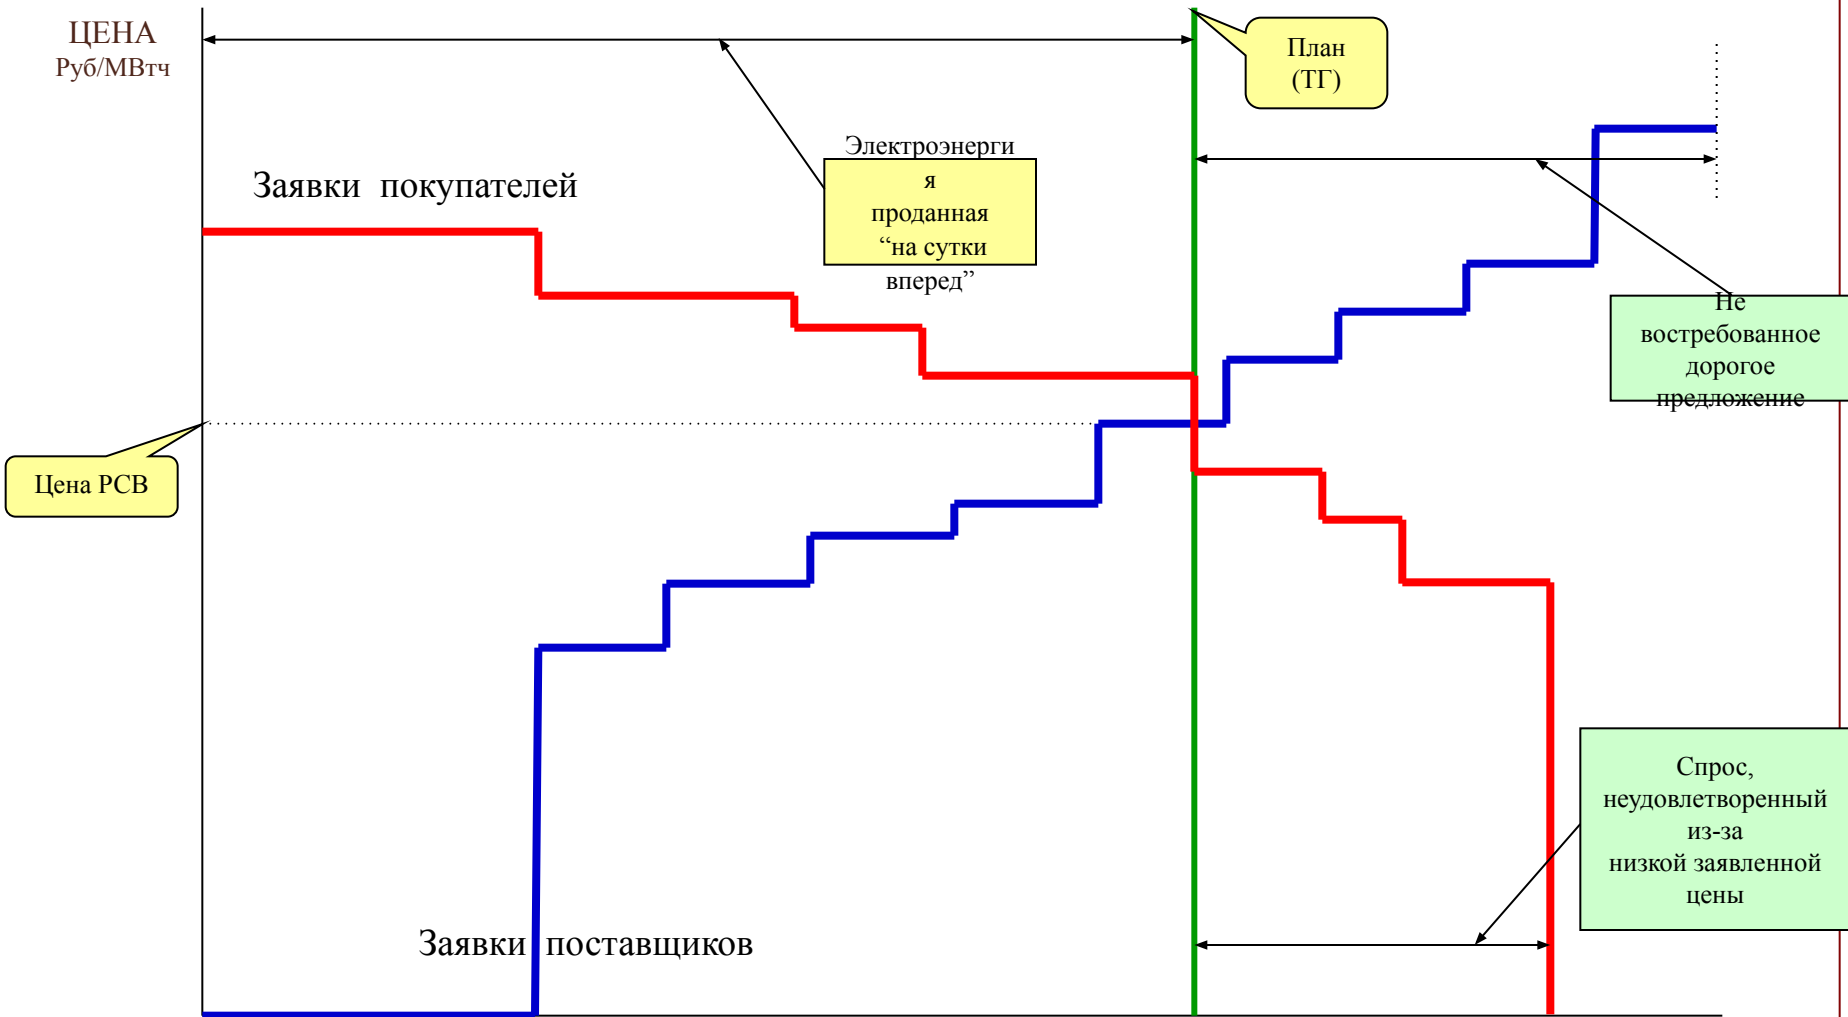 ЦЕНА
Руб/МВтч
План
(ТГ)
Электроэнерги
я
проданная
“на сутки
вперед”
Заявки покупателей
Не
востребованное
дорогое
предложение
Цена РСВ
Спрос,
неудовлетворенный
из-за
низкой заявленной
цены
Заявки поставщиков